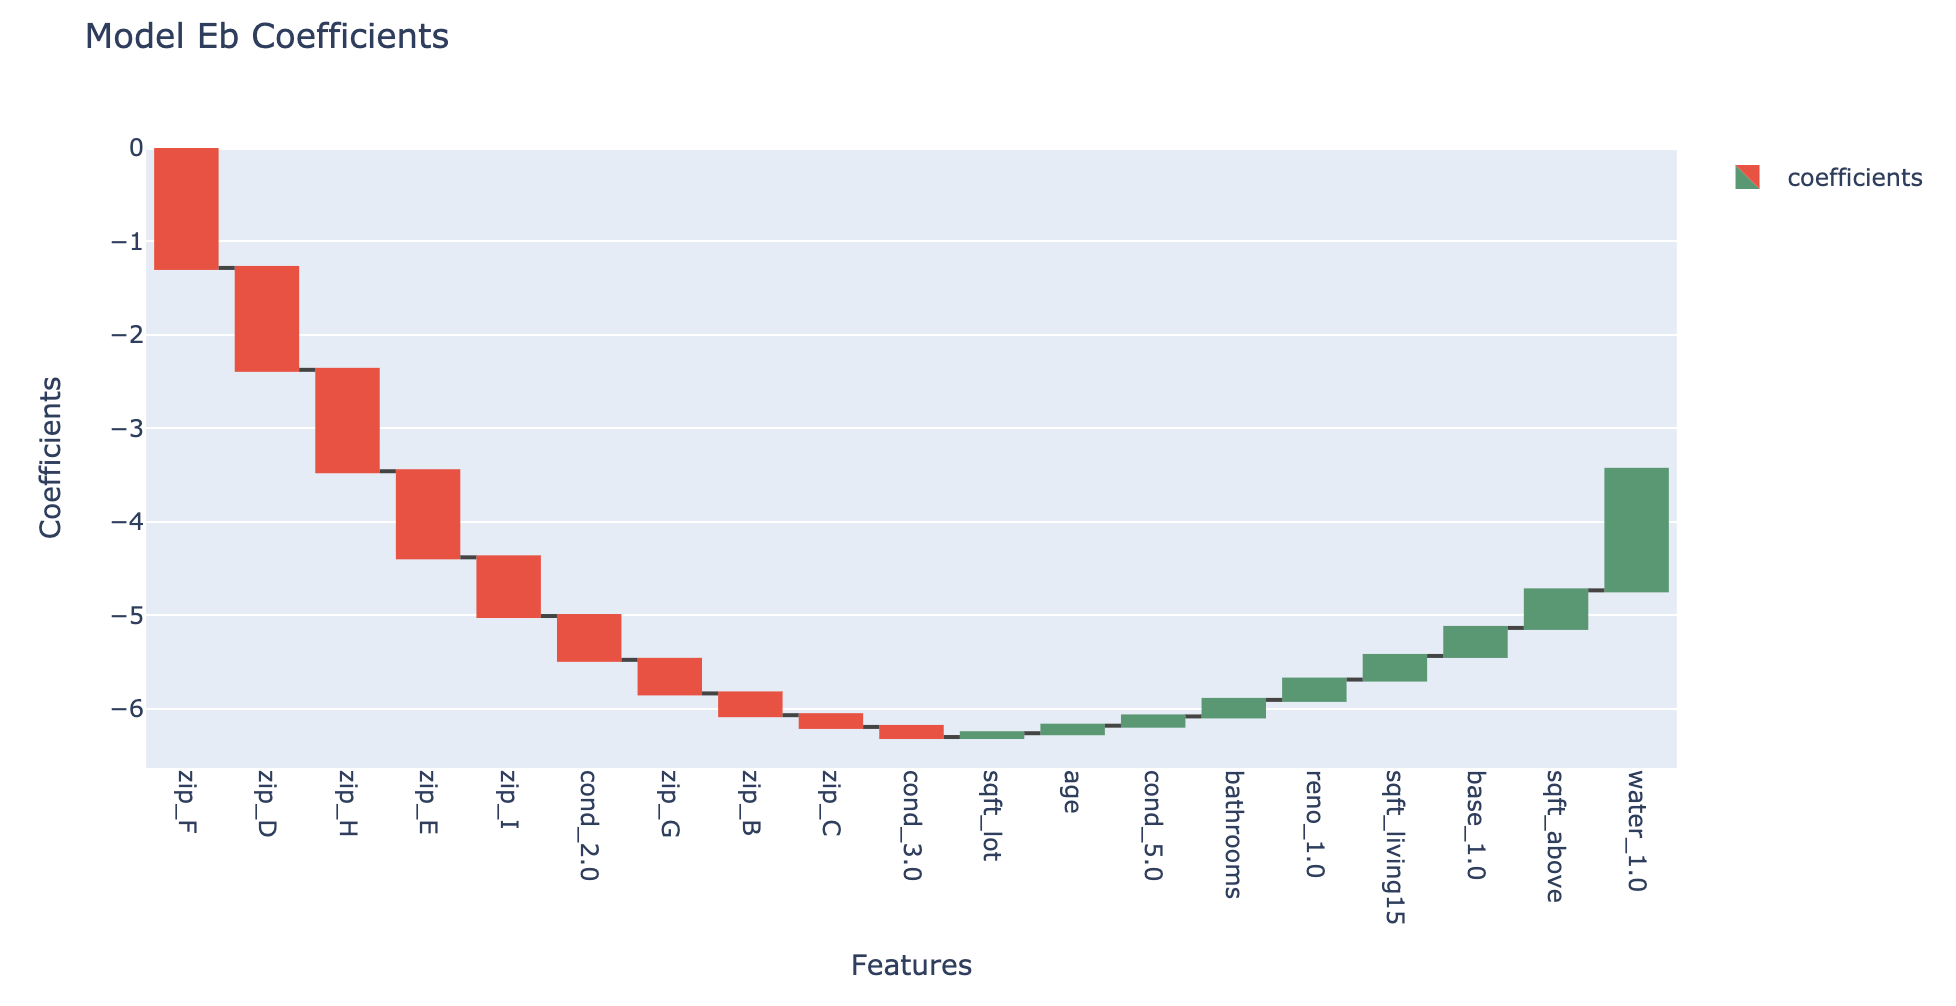 Model Eb Coefficients
0
−1
−2
−3
−4
−5
−6
Coefficients
coefficients
zip_F
zip_D
zip_H
zip_E
zip_I
cond_2.0
zip_G
zip_B
zip_C
cond_3.0
sqft_lot
age
cond_5.0
bathrooms
reno_1.0
sqft_living15
base_1.0
sqft_above
water_1.0
Features